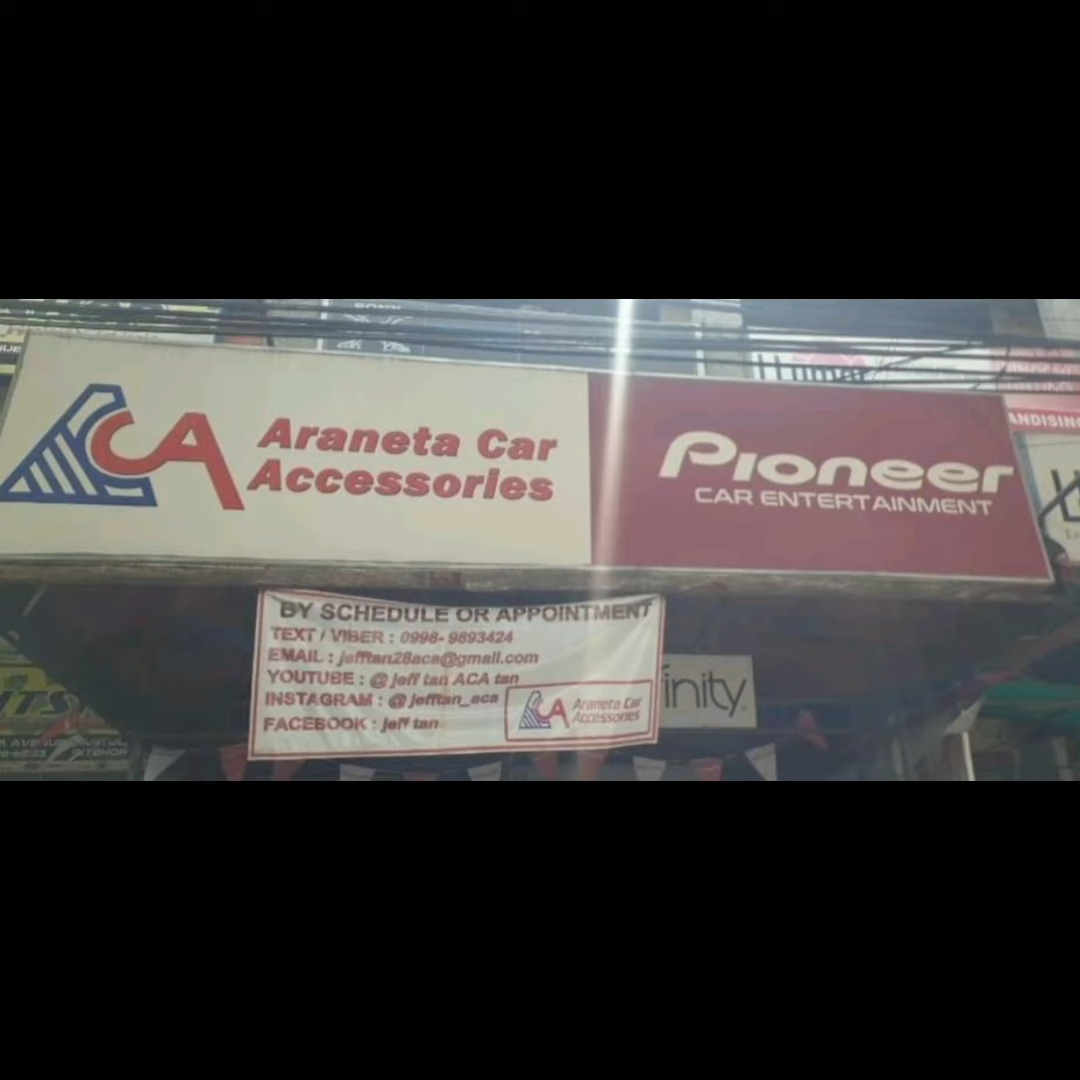 ACA
Araneta Car
Accessories
Pioneer
CAR ENTERTAINMENT
BY SCHEDULE OR APPOINTMENT
TEXT / VIBER : 0998- 9893424
EMAIL : jefftan28aca@gmail.com
YOUTUBE : @ jeff tan ACA tan
INSTAGRAM : @ jefftan_aca
FACEBOOK : jeff tan
ACA
Araneta Car
Accessories